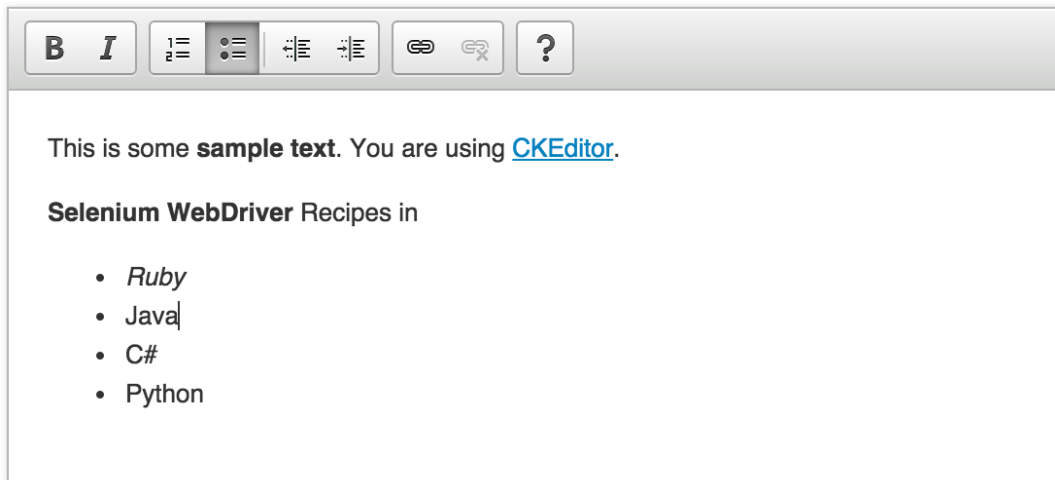 B I ?
This is some sample text. You are using CKEditor.
Selenium WebDriver Recipes in
• Ruby
• Java
• C#
• Python